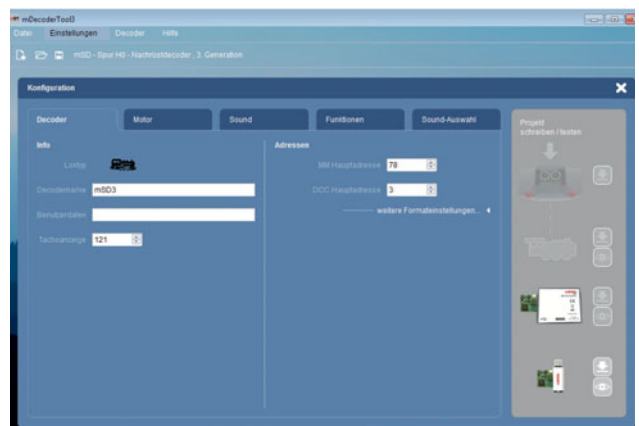 mDecoderTool3
Datei Einstellungen Decoder Hilfe
mSD - Spur H0 - Nachrüstdecoder, 3. Generation
Konfiguration
Decoder Motor Sound Funktionen Sound-Auswahl
Info
Loktyp
Decodername mSD3
Benutzerdaten
Tachoanzeige 121
Adressen
MM Hauptadresse 78
DCC Hauptadresse 3
weitere Formateinstellungen...
Projekt
schreiben / testen